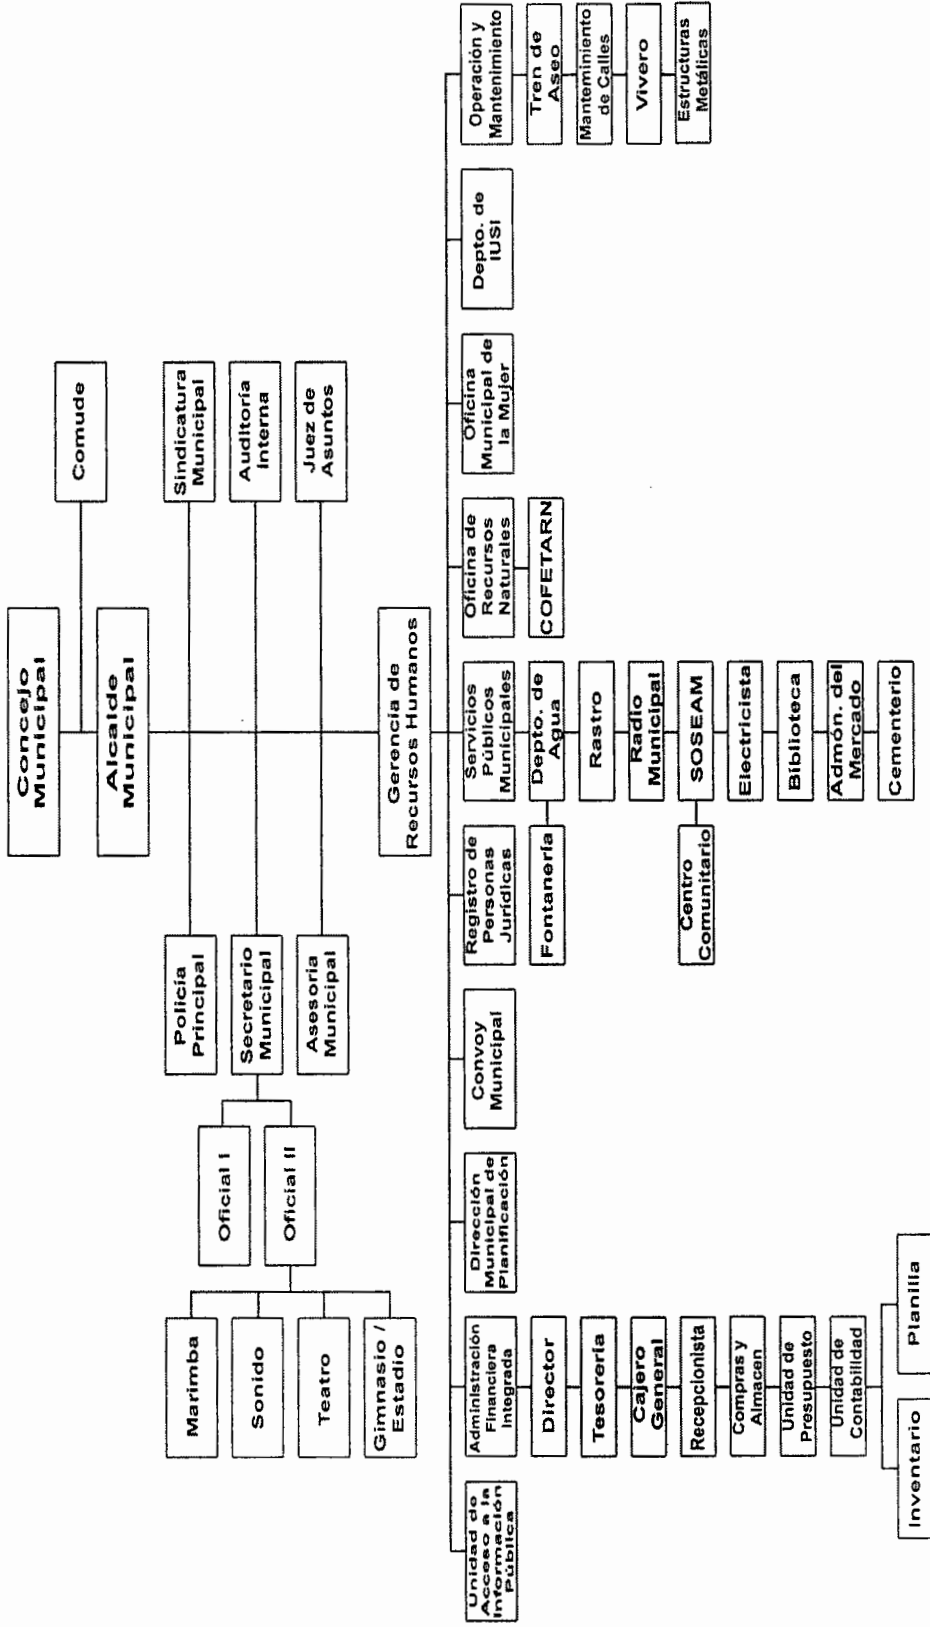 Concejo
Municipal
Comude
Alcalde
Municipal
Policía
Principal
Sindicatura
Municipal
Secretario
Municipal
Auditoría
Interna
Asesoria
Municipal
Juez de
Asuntos
Oficial I
Oficial II
Marimba
Sonido
Teatro
Gimnasio /
Estadio
Gerencia de
Recursos Humanos
Unidad de
Acceso a la
Información
Pública
Administración
Financiera
Integrada
Dirección
Municipal de
Planificación
Convoy
Municipal
Registro de
Personas
Jurídicas
Servicios
Públicos
Municipales
Oficina de
Recursos
Naturales
Oficina
Municipal de
la Mujer
Depto. de
IUSI
Operación y
Mantenimiento
Director
Tesorería
Cajero
General
Recepcionista
Compras y
Almacen
Unidad de
Presupuesto
Unidad de
Contabilidad
Inventario
Planilla
Fontanería
Depto. de
Agua
Rastro
Radio
Municipal
Centro
Comunitario
SOSEAM
Electricista
Biblioteca
Admón. del
Mercado
Cementerio
COFETARN
Tren de
Aseo
Manteminiento
de Calles
Vivero
Estructuras
Metálicas